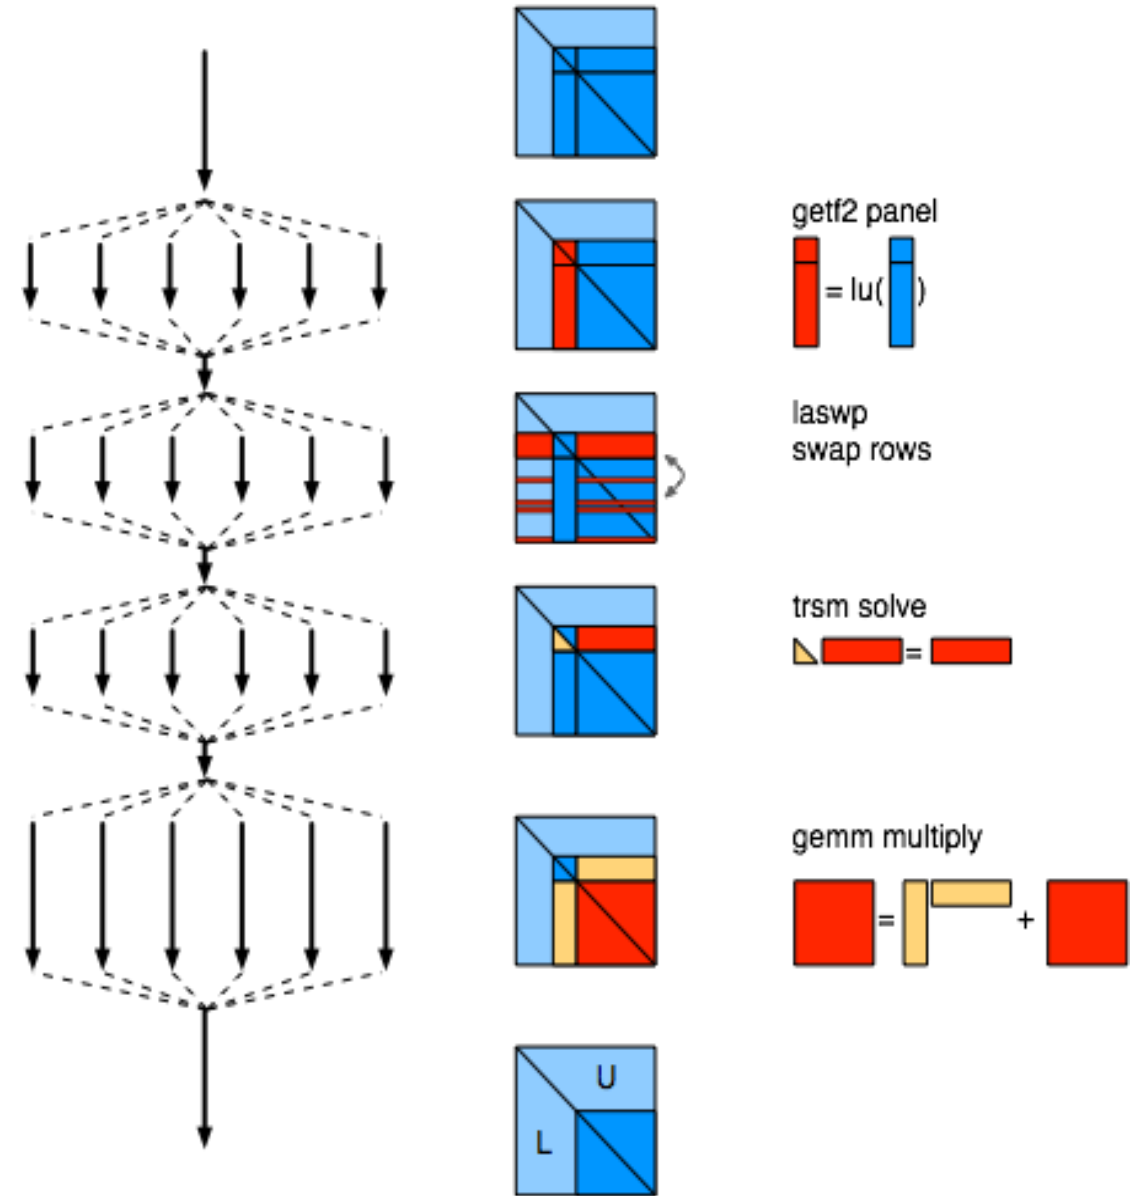 getf2 panel
= lu( )
laswp
swap rows
trsm solve
=
gemm multiply
= +
U
L